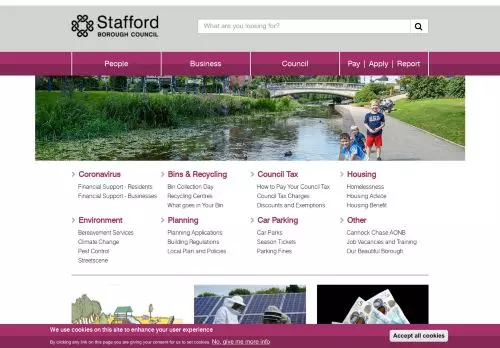 Stafford
BOROUGH COUNCIL
What are you looking for?
People
Business
Council
Pay | Apply | Report
Coronavirus
Financial Support - Residents
Financial Support - Businesses
Bins & Recycling
Bin Collection Day
Recycling Centres
What goes in Your Bin
Council Tax
How to Pay Your Council Tax
Council Tax Charges
Discounts and Exemptions
Housing
Homelessness
Housing Advice
Housing Benefit
Environment
Bereavement Services
Climate Change
Pest Control
Streetscene
Planning
Planning Applications
Building Regulations
Local Plan and Policies
Car Parking
Car Parks
Season Tickets
Parking Fines
Other
Cannock Chase AONB
Job Vacancies and Training
Our Beautiful Borough
We use cookies on this site to enhance your user experience
By clicking any link on this page you are giving your consent for us to set cookies. No, give me more info
Accept all cookies